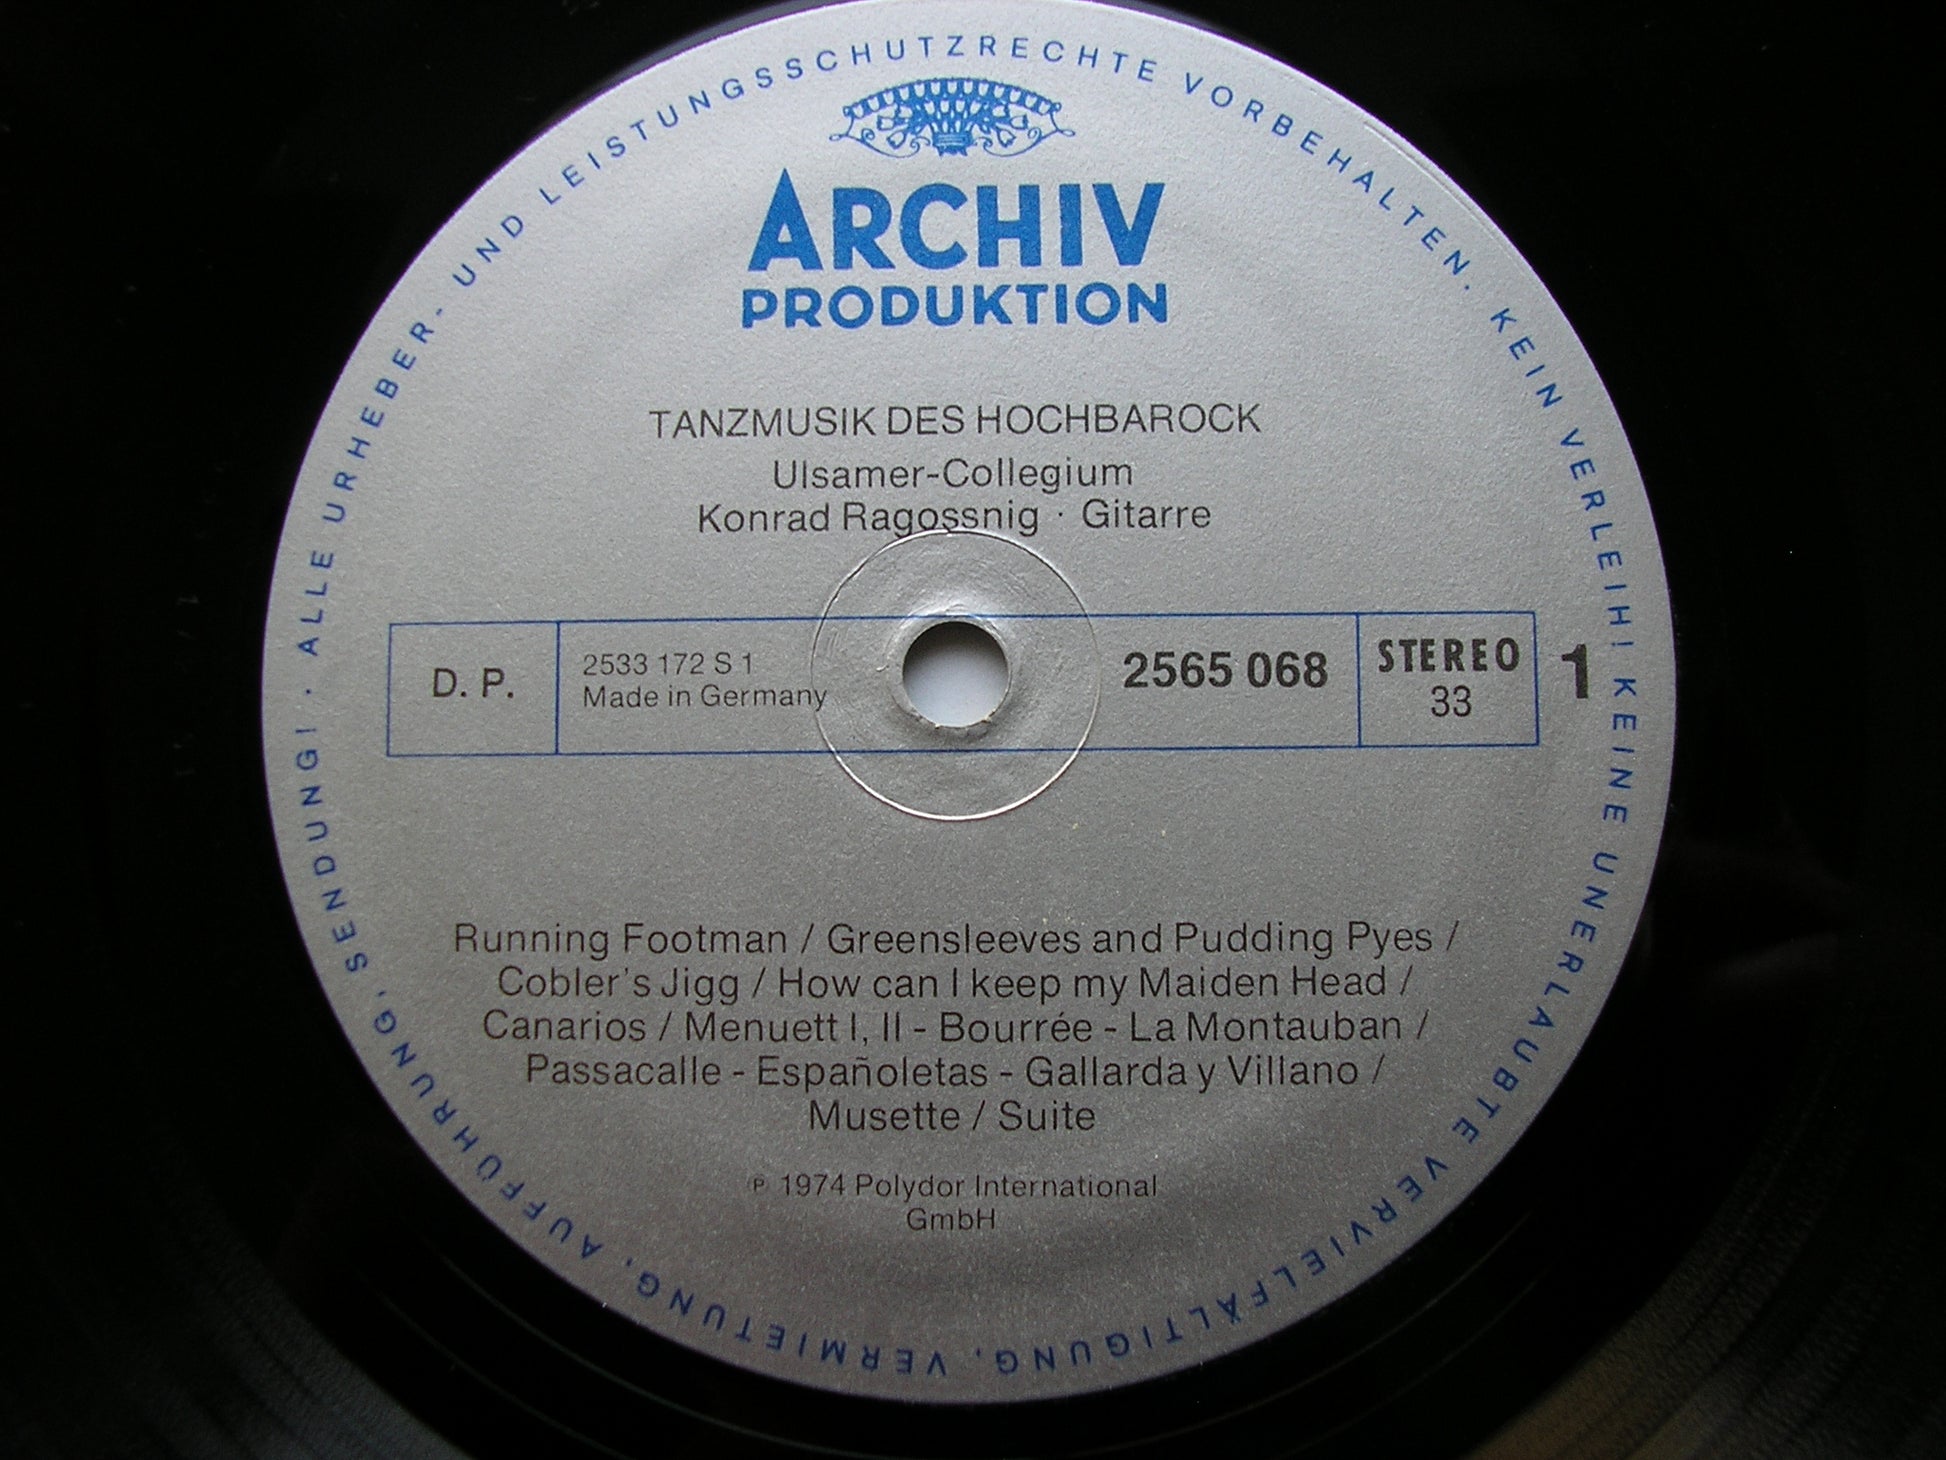 ALLE URHEBER- UND LEISTUNGSSCHUTZRECHTE VORBEHALTEN. KEIN VERLEIH! KEINE UNERLAUBTE VERVIELFÄLTIGUNG, VERMIETUNG, AUFFÜHRUNG, SENDUNG! ·
ARCHIV
PRODUKTION
TANZMUSIK DES HOCHBAROCK
Ulsamer-Collegium
Konrad Ragossnig · Gitarre
D. P.
2533 172 S 1
Made in Germany
2565 068
STEREO
33
1
Running Footman / Greensleeves and Pudding Pyes /
Cobler's Jigg / How can I keep my Maiden Head /
Canarios / Menuett I, II - Bourrée - La Montauban /
Passacalle - Españoletas - Gallarda y Villano /
Musette / Suite
℗ 1974 Polydor International
GmbH